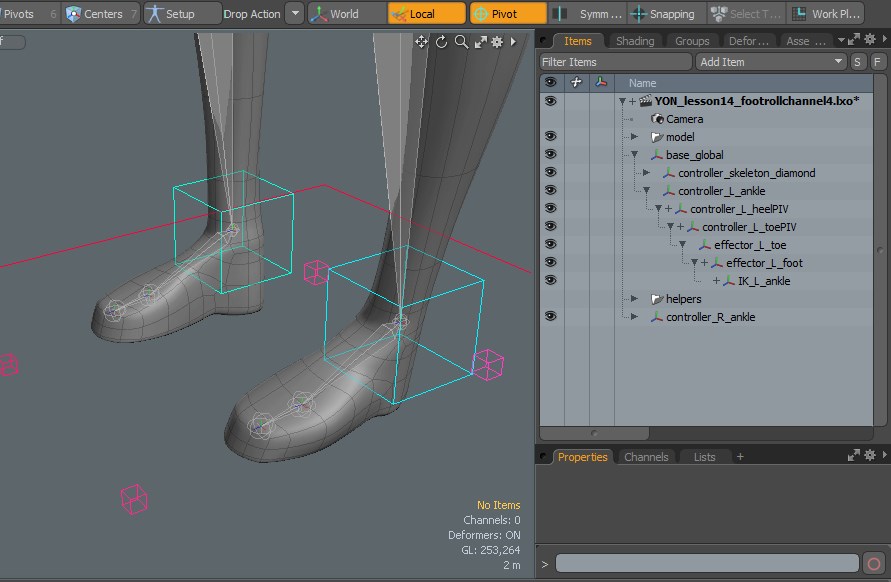 Pivots 6 Centers 7 Setup Drop Action World Local Pivot Symm ... Snapping Select T... Work Pl...
f
Items Shading Groups Defor ... Asse ...
Filter Items Add Item S F
Name
YON_lesson14_footrollchannel4.lxo*
Camera
model
base_global
controller_skeleton_diamond
controller_L_ankle
controller_L_heelPIV
controller_L_toePIV
effector_L_toe
effector_L_foot
IK_L_ankle
helpers
controller_R_ankle
Properties Channels Lists +
No Items
Channels: 0
Deformers: ON
GL: 253,264
2 m
>